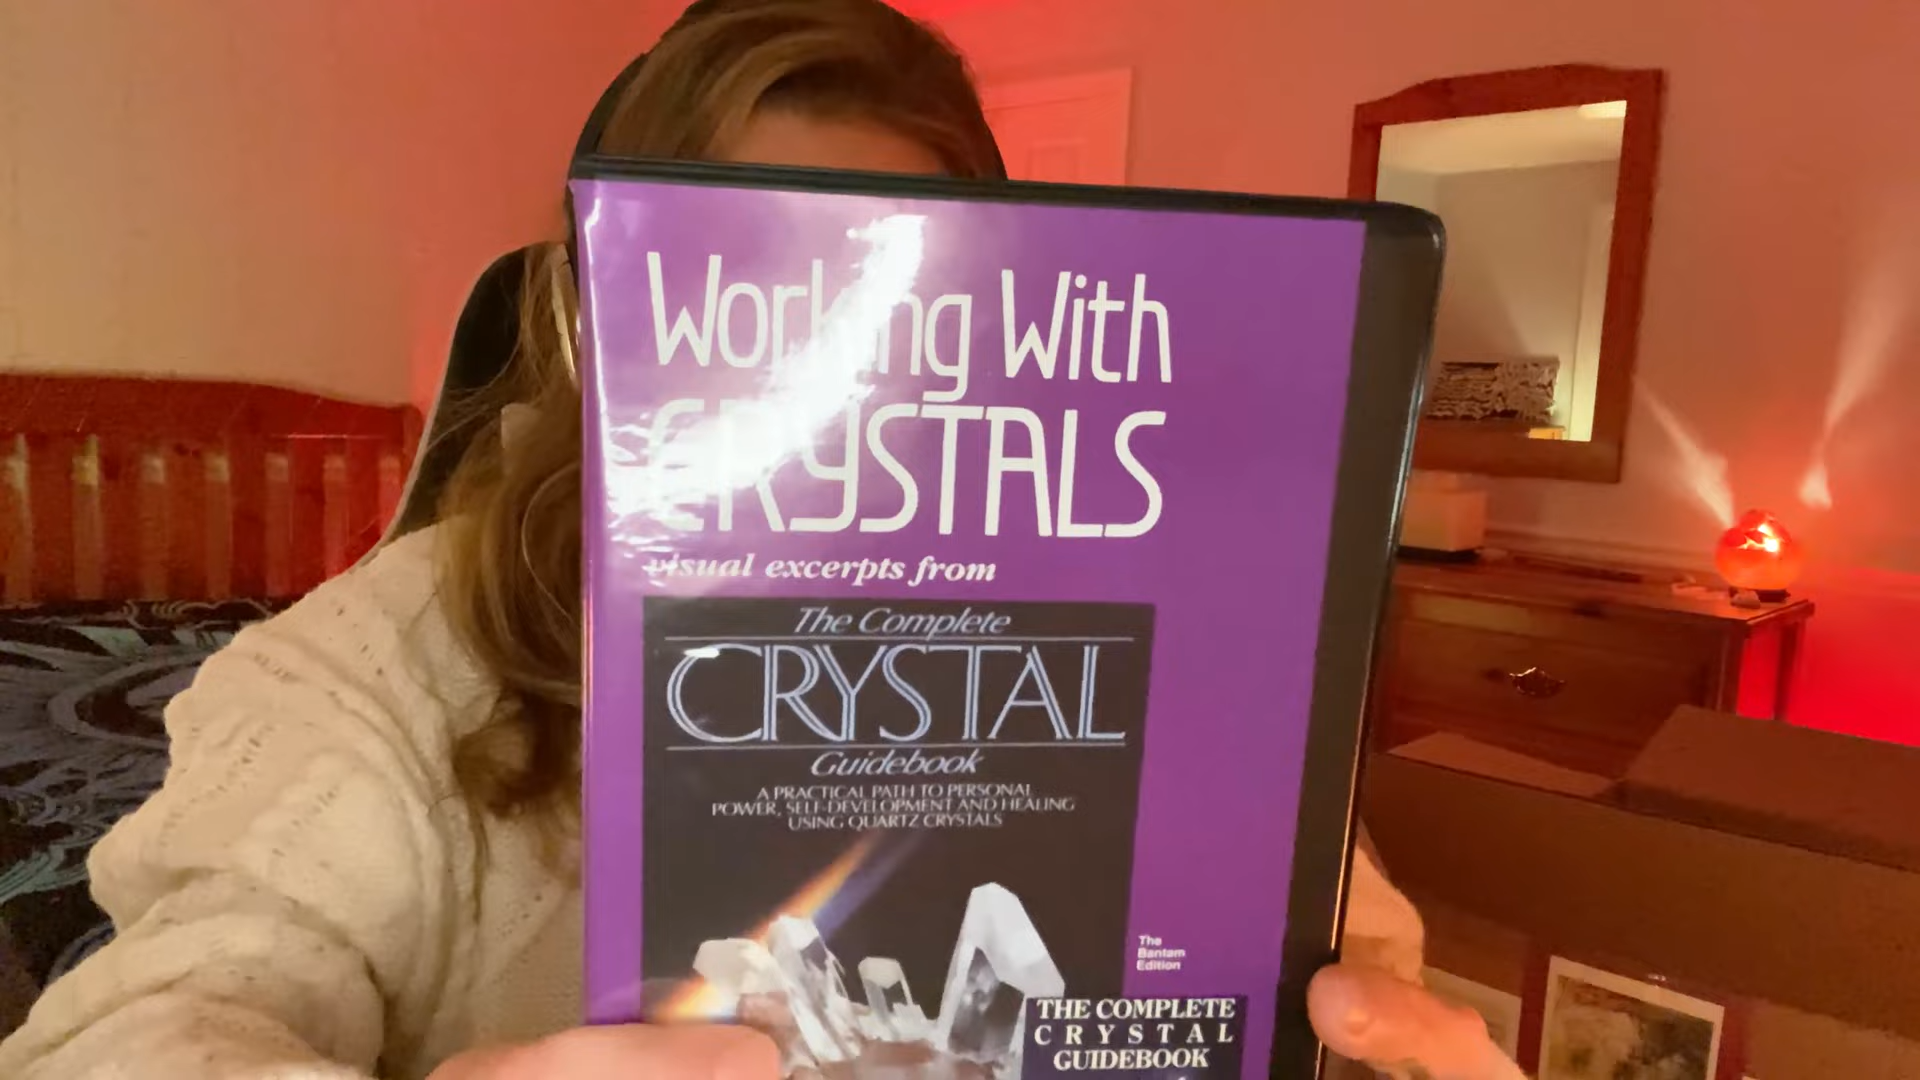 Working With
CRYSTALS
visual excerpts from
The Complete
CRYSTAL
Guidebook
A PRACTICAL PATH TO PERSONAL
POWER, SELF-DEVELOPMENT AND HEALING
USING QUARTZ CRYSTALS
The
Bantam
Edition
THE COMPLETE
CRYSTAL
GUIDEBOOK